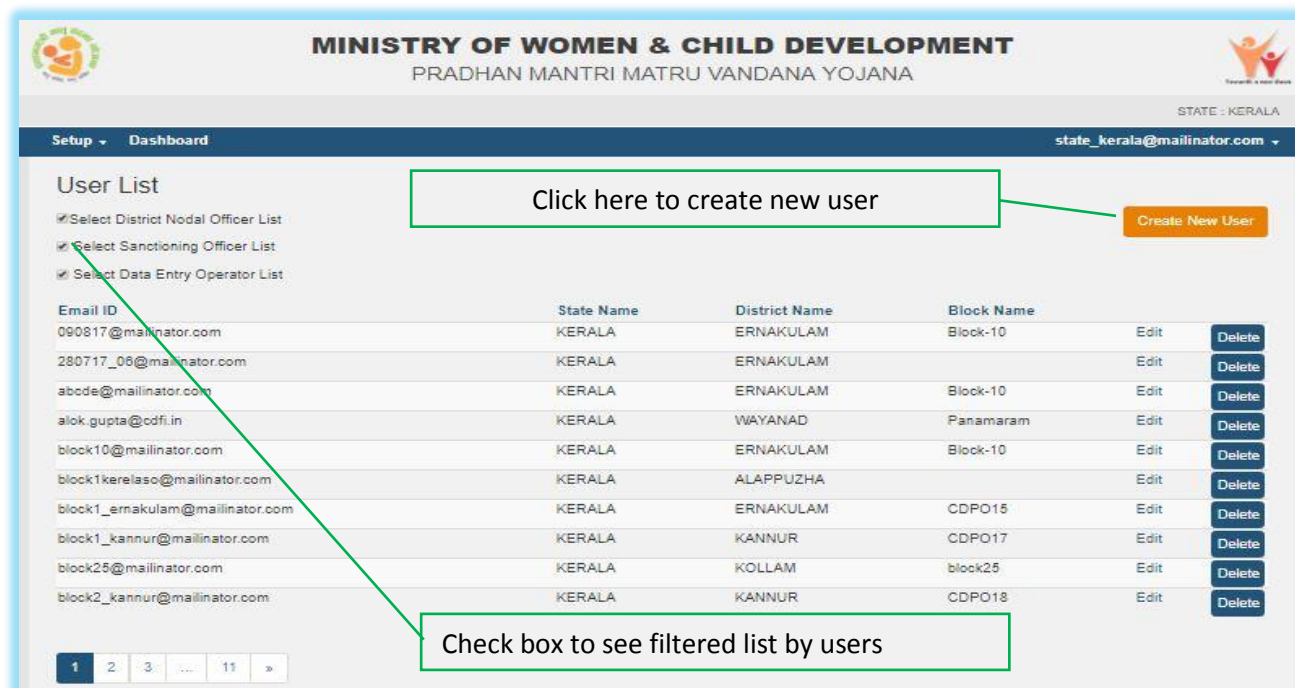 MINISTRY OF WOMEN & CHILD DEVELOPMENT
PRADHAN MANTRI MATRU VANDANA YOJANA
STATE : KERALA
Setup Dashboard state_kerala@mailinator.com
User List
Click here to create new user
Create New User
Select District Nodal Officer List
Select Sanctioning Officer List
Select Data Entry Operator List
Email ID State Name District Name Block Name
090817@mailinator.com KERALA ERNAKULAM Block-10 Edit Delete
280717_06@mailinator.com KERALA ERNAKULAM Edit Delete
abcde@mailinator.com KERALA ERNAKULAM Block-10 Edit Delete
alok.gupta@cdfi.in KERALA WAYANAD Panamaram Edit Delete
block10@mailinator.com KERALA ERNAKULAM Block-10 Edit Delete
block1kerelaso@mailinator.com KERALA ALAPPUZHA Edit Delete
block1_ernakulam@mailinator.com KERALA ERNAKULAM CDPO15 Edit Delete
block1_kannur@mailinator.com KERALA KANNUR CDPO17 Edit Delete
block25@mailinator.com KERALA KOLLAM block25 Edit Delete
block2_kannur@mailinator.com KERALA KANNUR CDPO18 Edit Delete
Check box to see filtered list by users
1 2 3 ... 11 »